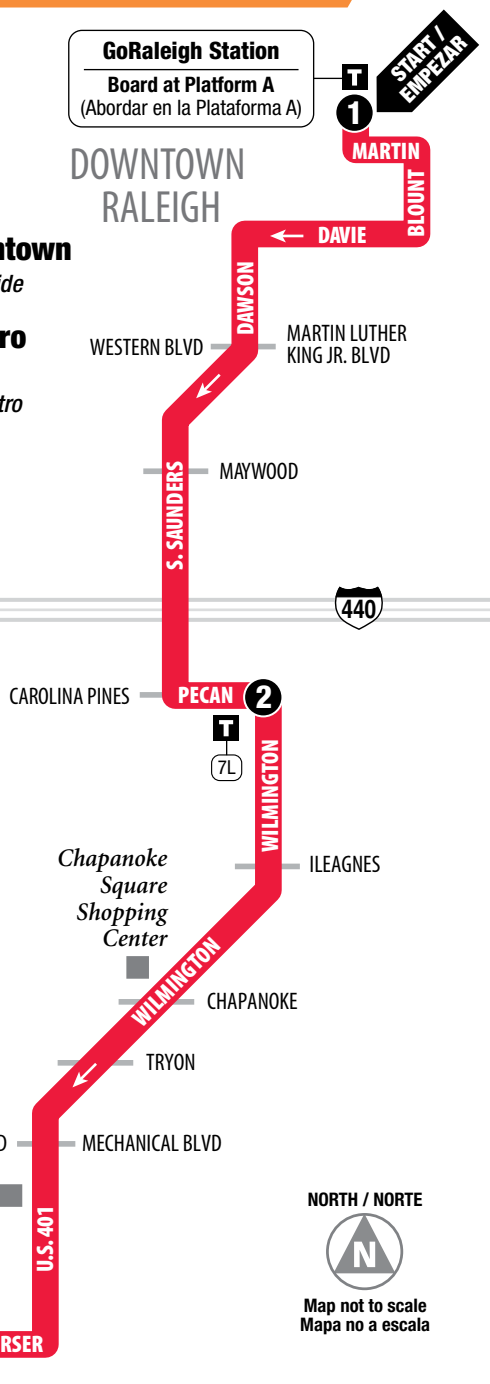 GoRaleigh Station
Board at Platform A
(Abordar en la Plataforma A)
T
START /
EMPEZAR
1
MARTIN
DOWNTOWN
RALEIGH
BLOUNT
DAVIE
DAWSON
WESTERN BLVD
MARTIN LUTHER
KING JR. BLVD
MAYWOOD
S. SAUNDERS
440
CAROLINA PINES
PECAN
2
T
7L
WILMINGTON
ILEAGNES
Chapanoke
Square
Shopping
Center
WILMINGTON
CHAPANOKE
TRYON
MECHANICAL BLVD
U.S. 401
NORTH / NORTE
N
Map not to scale
Mapa no a escala